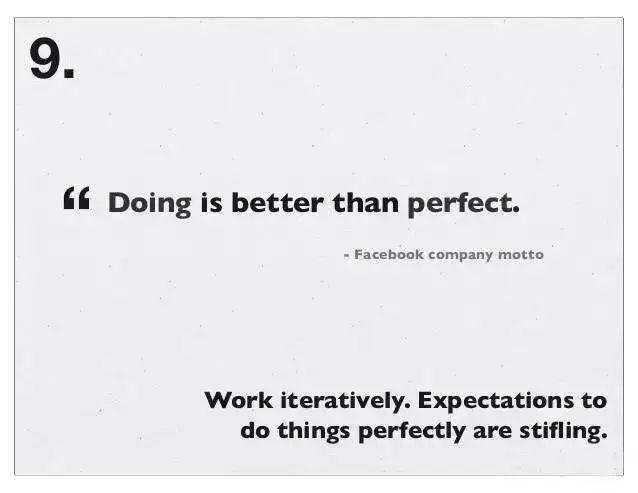 9.
“ Doing is better than perfect.
- Facebook company motto
Work iteratively. Expectations to
do things perfectly are stifling.